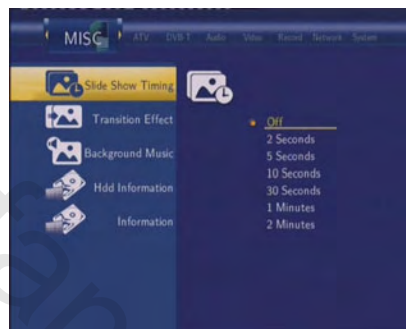 MISC ATV DVB-T Audio Video Record Network System
Slide Show Timing
Transition Effect
Background Music
Hdd Information
Information
Off
2 Seconds
5 Seconds
10 Seconds
30 Seconds
1 Minutes
2 Minutes